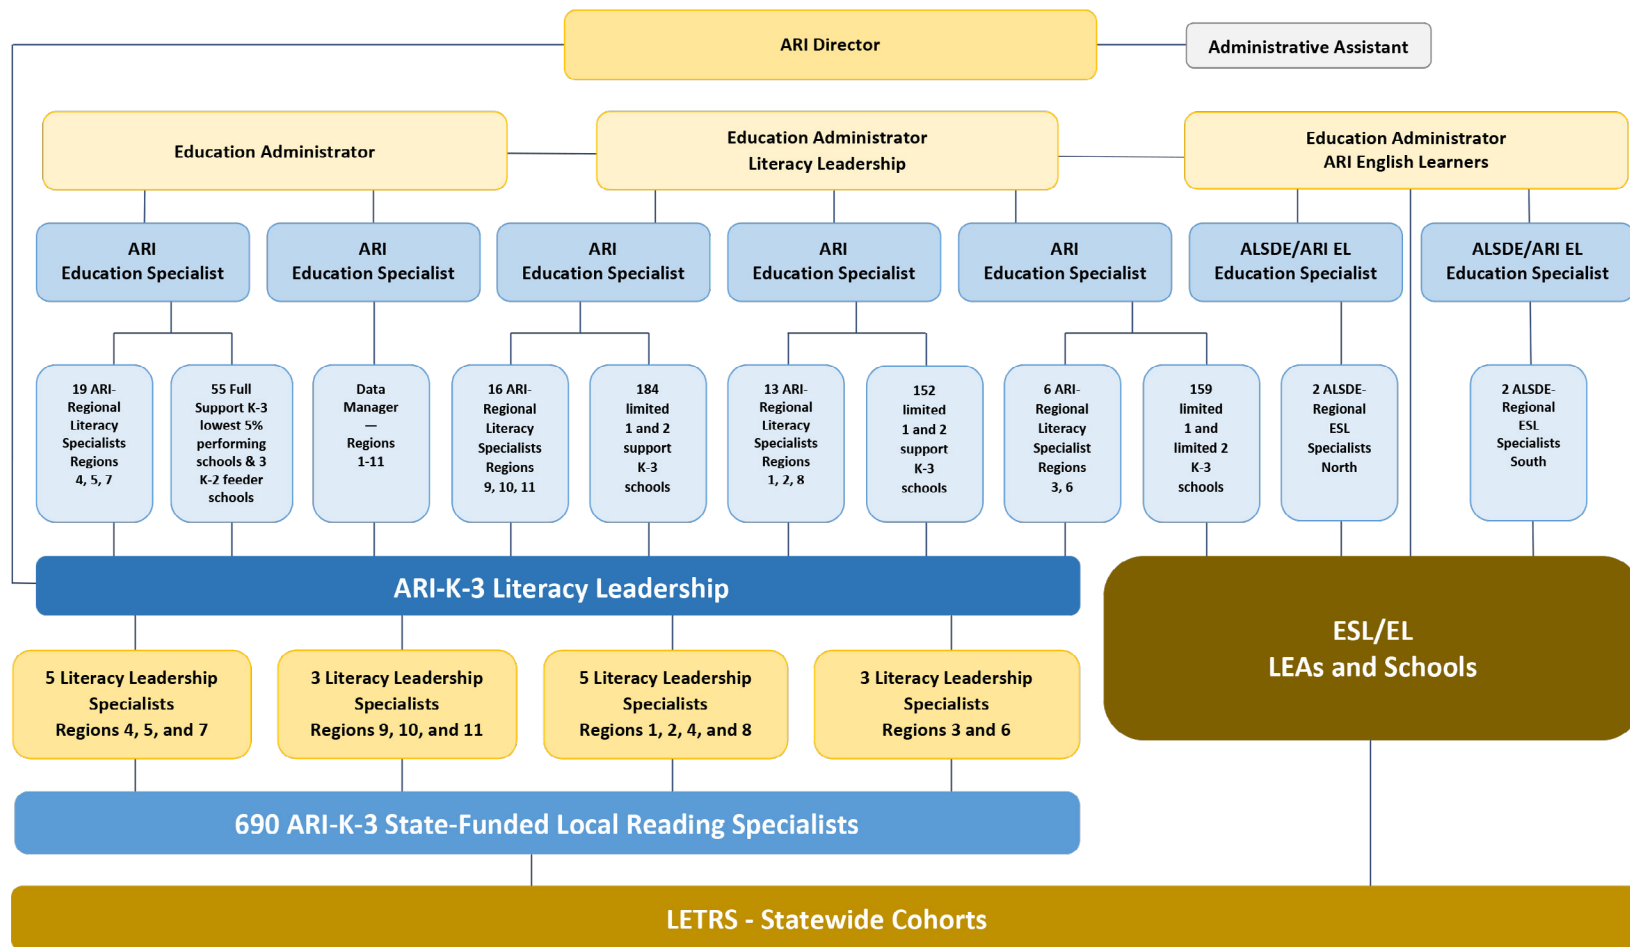 ARI Director
Administrative Assistant
Education Administrator
Education Administrator
Literacy Leadership
Education Administrator
ARI English Learners
ARI
Education Specialist
ARI
Education Specialist
ARI
Education Specialist
ARI
Education Specialist
ARI
Education Specialist
ALSDE/ARI EL
Education Specialist
ALSDE/ARI EL
Education Specialist
19 ARI-
Regional
Literacy
Specialists
Regions
4, 5, 7
55 Full
Support K-3
lowest 5%
performing
schools & 3
K-2 feeder
schools
Data
Manager
—
Regions
1-11
16 ARI-
Regional
Literacy
Specialists
Regions
9, 10, 11
184
limited
1 and 2
support
K-3
schools
13 ARI-
Regional
Literacy
Specialists
Regions
1, 2, 8
152
limited
1 and 2
support
K-3
schools
6 ARI-
Regional
Literacy
Specialist
Regions
3, 6
159
limited
1 and
limited 2
K-3
schools
2 ALSDE-
Regional
ESL
Specialists
North
2 ALSDE-
Regional
ESL
Specialists
South
ARI-K-3 Literacy Leadership
ESL/EL
LEAs and Schools
5 Literacy Leadership
Specialists
Regions 4, 5, and 7
3 Literacy Leadership
Specialists
Regions 9, 10, and 11
5 Literacy Leadership
Specialists
Regions 1, 2, 4, and 8
3 Literacy Leadership
Specialists
Regions 3 and 6
690 ARI-K-3 State-Funded Local Reading Specialists
LETRS - Statewide Cohorts